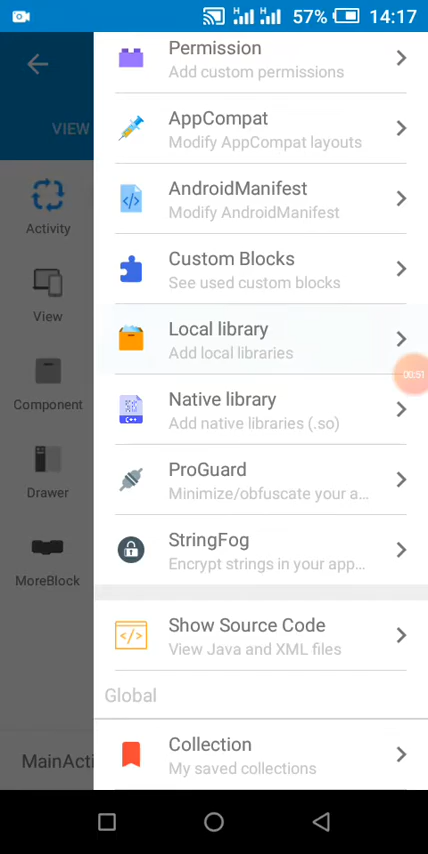 H H 57% 14:17
Permission
Add custom permissions
VIEW
AppCompat
Modify AppCompat layouts
AndroidManifest
Modify AndroidManifest
Activity
Custom Blocks
See used custom blocks
View
Local library
Add local libraries
00:51
Component
Native library
Add native libraries (.so)
C++
ProGuard
Minimize/obfuscate your a...
Drawer
StringFog
Encrypt strings in your app...
MoreBlock
Show Source Code
View Java and XML files
Global
Collection
My saved collections
MainActi